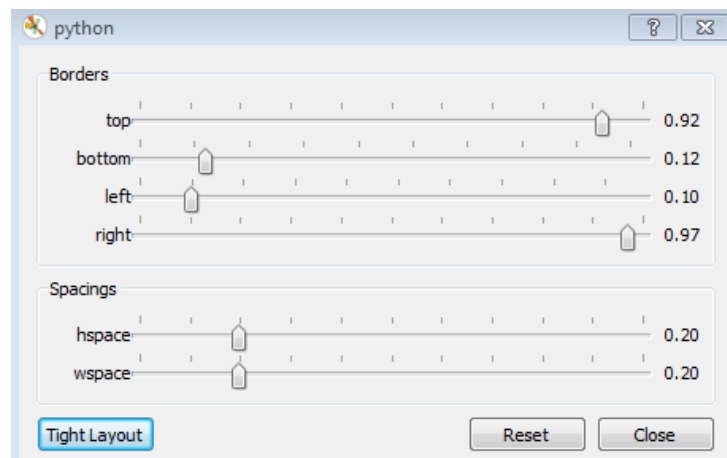 python
Borders
top 0.92
bottom 0.12
left 0.10
right 0.97
Spacings
hspace 0.20
wspace 0.20
Tight Layout Reset Close